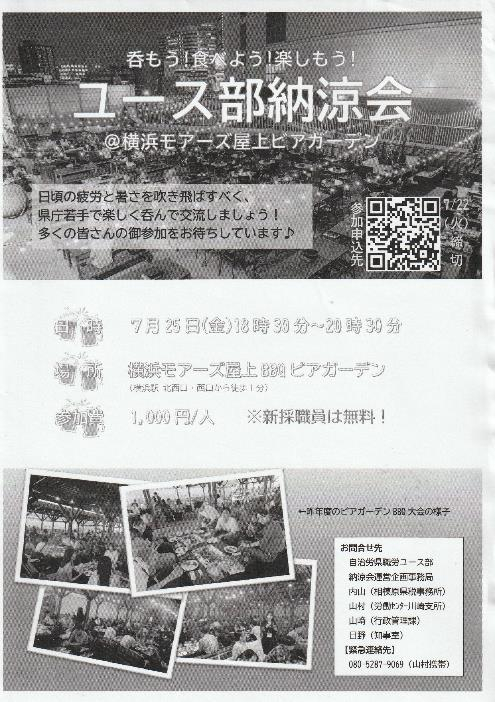 呑もう！食べよう！楽しもう！
ユース部納涼会
@横浜モアーズ屋上ビアガーデン
日頃の疲労と暑さを吹き飛ばすべく、
県庁若手で楽しく呑んで交流しましょう！
多くの皆さんの御参加をお待ちしています♪
参加申込先
7/22(火)締切
日　時　7月25日(金)18時30分～20時30分
場　所　横浜モアーズ屋上BBQビアガーデン
（横浜駅 北西口・西口から徒歩1分）
参加費　1,000円/人　※新採職員は無料！
←昨年度のビアガーデンBBQ大会の様子
お問合せ先
自治労県職労ユース部
納涼会運営企画事務局
内山（相模原県税事務所）
山村（労働ｾﾝﾀｰ川崎支所）
山崎（行政管理課）
日野（知事室）
【緊急連絡先】
080-5287-9069（山村携帯）